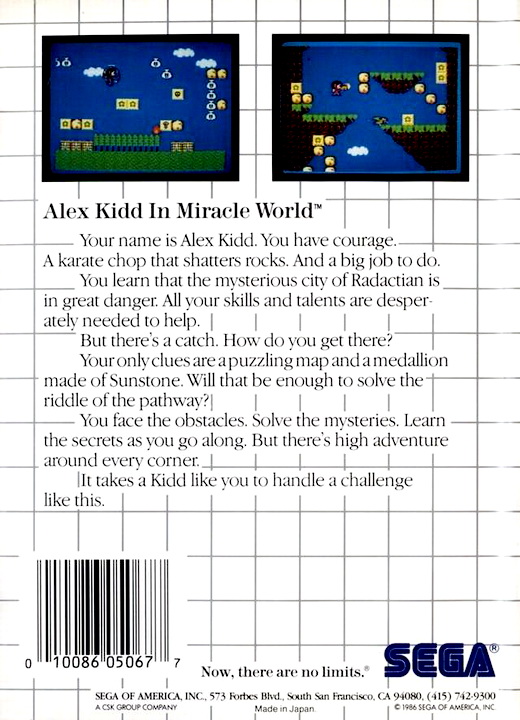 Alex Kidd In Miracle World™
Your name is Alex Kidd. You have courage.
A karate chop that shatters rocks. And a big job to do.
You learn that the mysterious city of Radactian is
in great danger. All your skills and talents are desper-
ately needed to help.
But there's a catch. How do you get there?
Your only clues are a puzzling map and a medallion
made of Sunstone. Will that be enough to solve the
riddle of the pathway?
You face the obstacles. Solve the mysteries. Learn
the secrets as you go along. But there's high adventure
around every corner.
It takes a Kidd like you to handle a challenge
like this.
0 10086 05067 7
Now, there are no limits.®
SEGA®
SEGA OF AMERICA, INC., 573 Forbes Blvd., South San Francisco, CA 94080, (415) 742-9300
A CSK GROUP COMPANY
Made in Japan.
© 1986 SEGA OF AMERICA, INC.